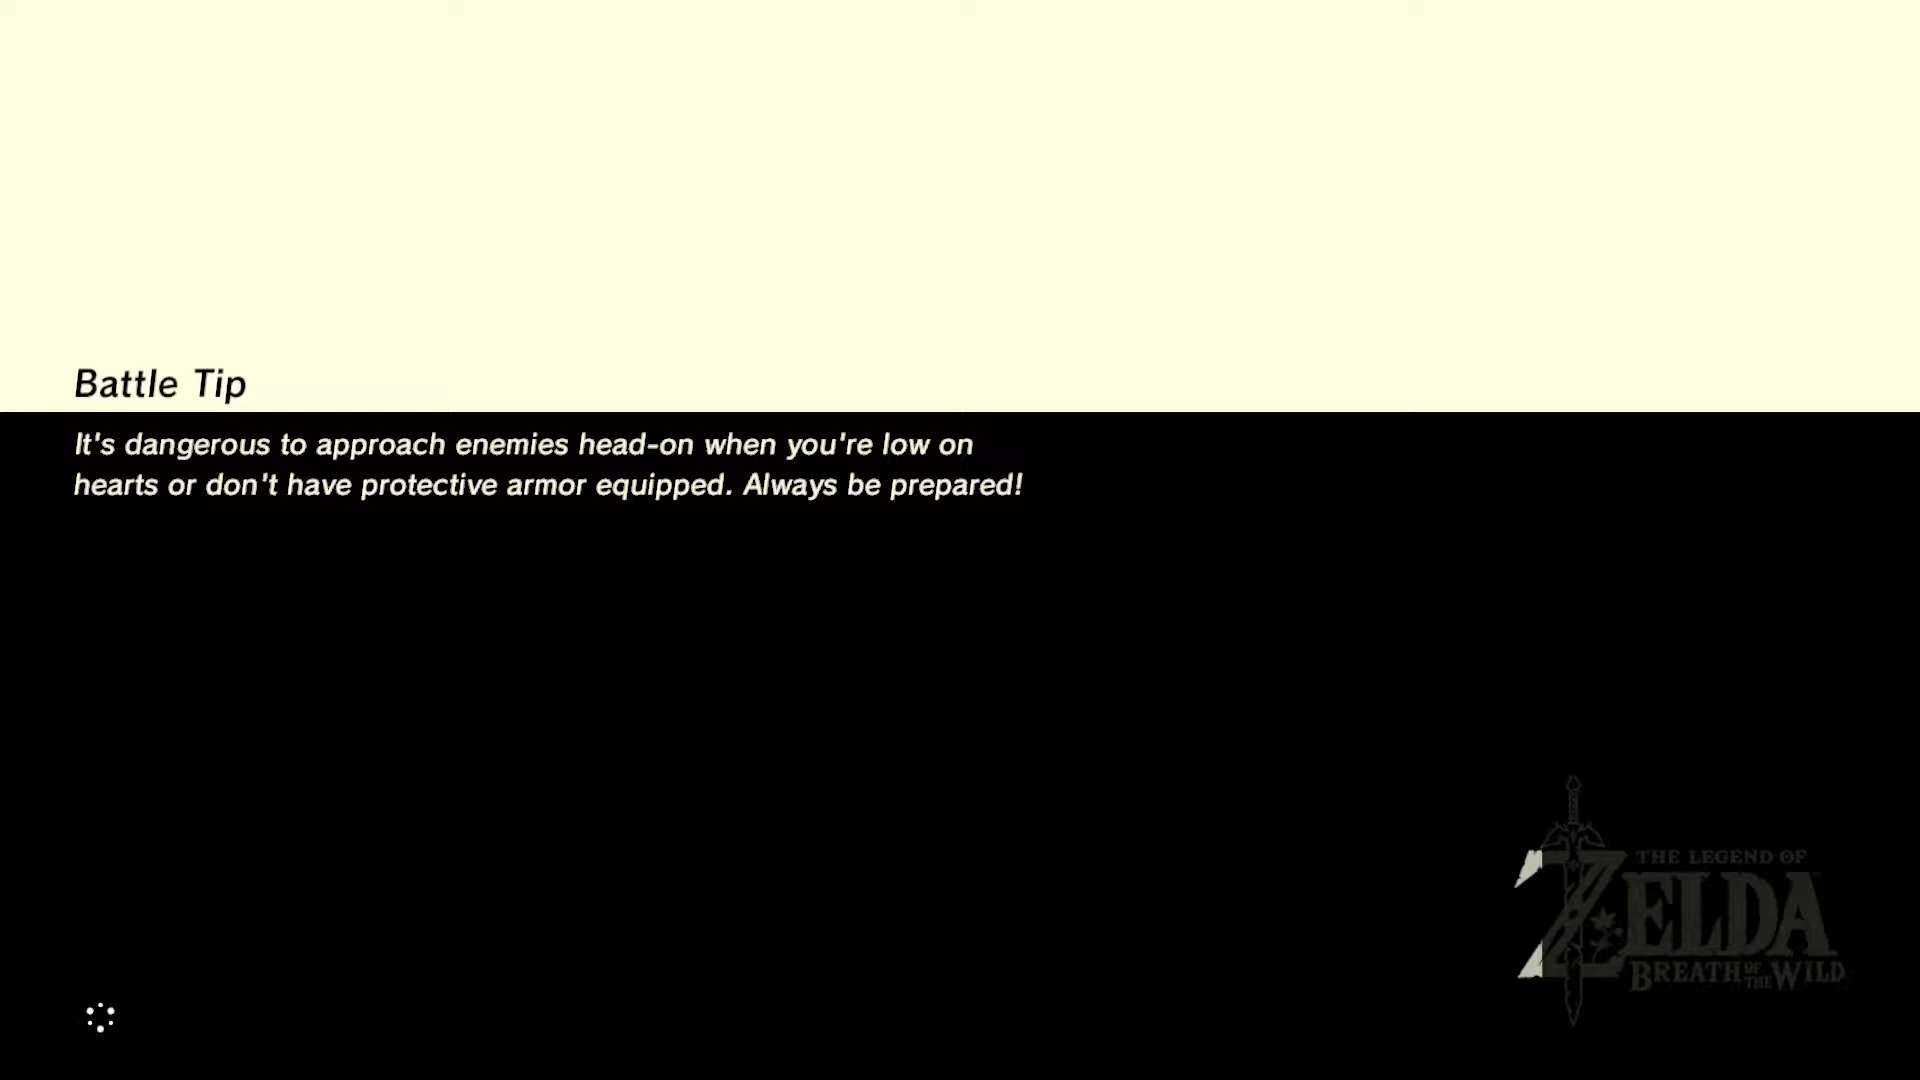 Battle Tip
It's dangerous to approach enemies head-on when you're low on
hearts or don't have protective armor equipped. Always be prepared!
THE LEGEND OF
ZELDA
BREATH OF THE WILD